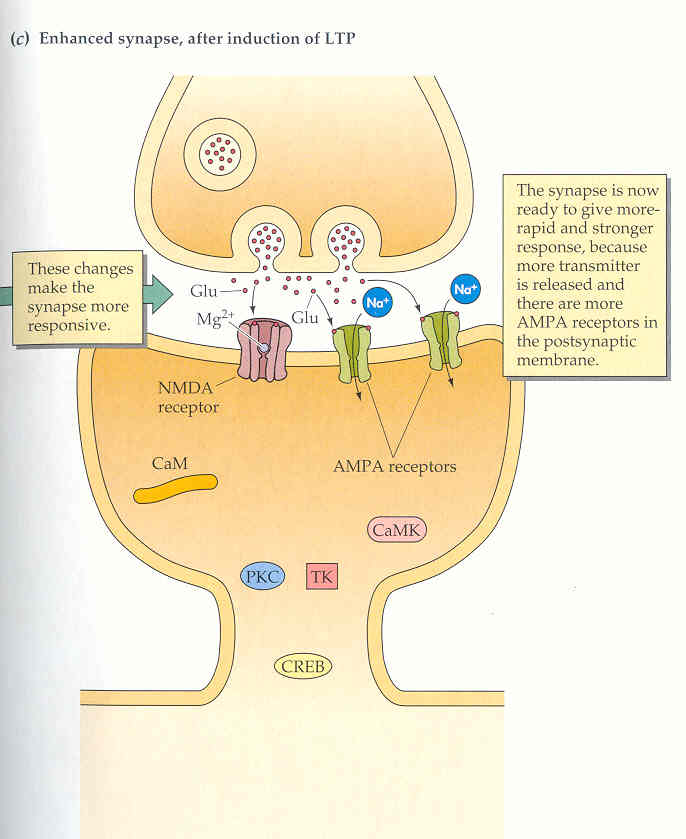 (c) Enhanced synapse, after induction of LTP
These changes
make the
synapse more
responsive.
The synapse is now
ready to give more-
rapid and stronger
response, because
more transmitter
is released and
there are more
AMPA receptors in
the postsynaptic
membrane.
Glu
Na+
Na+
Mg2+
Glu
NMDA
receptor
CaM
AMPA receptors
CaMK
PKC
TK
CREB